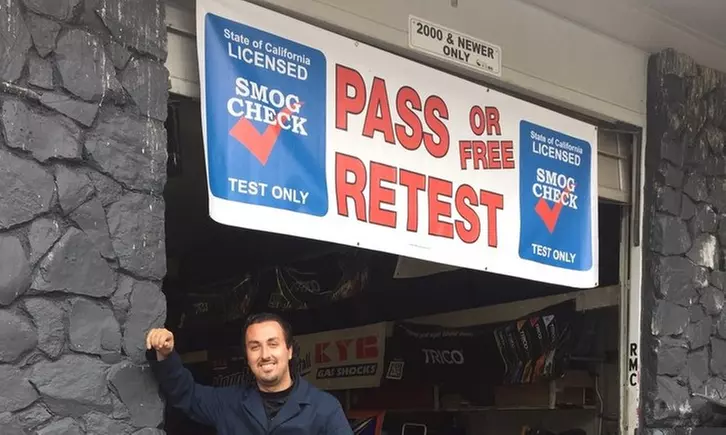 2000 & NEWER
ONLY
State of California
LICENSED
SMOG
CHECK
TEST ONLY
PASS OR FREE
RETEST
State of California
LICENSED
SMOG
CHECK
TEST ONLY
KYB
GAS SHOCKS
TRICO
RMC